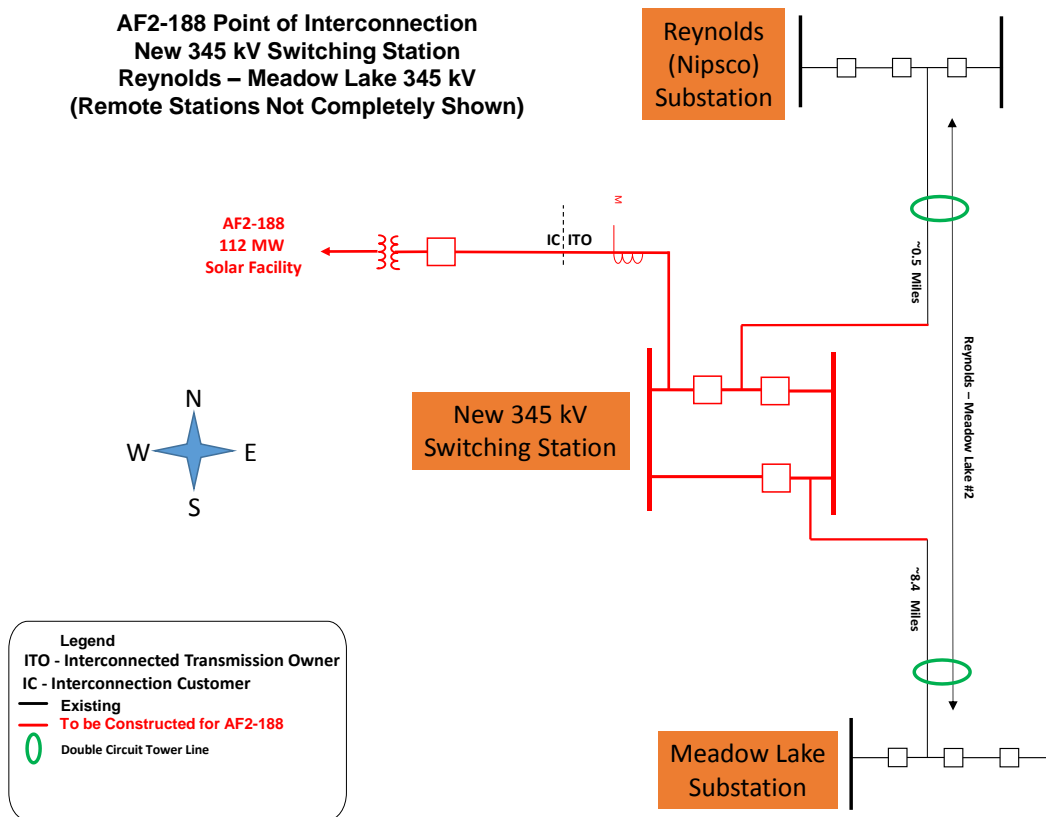 AF2-188 Point of Interconnection
New 345 kV Switching Station
Reynolds – Meadow Lake 345 kV
(Remote Stations Not Completely Shown)
Reynolds
(Nipsco)
Substation
AF2-188
112 MW
Solar Facility
IC
ITO
M
~0.5 Miles
Reynolds – Meadow Lake #2
New 345 kV
Switching Station
N
W
E
S
~8.4 Miles
Legend
ITO - Interconnected Transmission Owner
IC - Interconnection Customer
Existing
To be Constructed for AF2-188
Double Circuit Tower Line
Meadow Lake
Substation